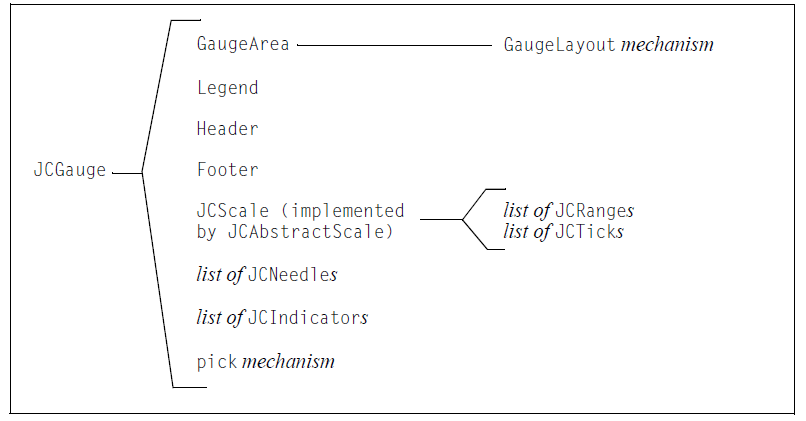 GaugeArea GaugeLayout mechanism
Legend
Header
JCGauge Footer
JCScale (implemented list of JCRanges
by JCAbstractScale) list of JCTicks
list of JCNeedles
list of JCIndicators
pick mechanism